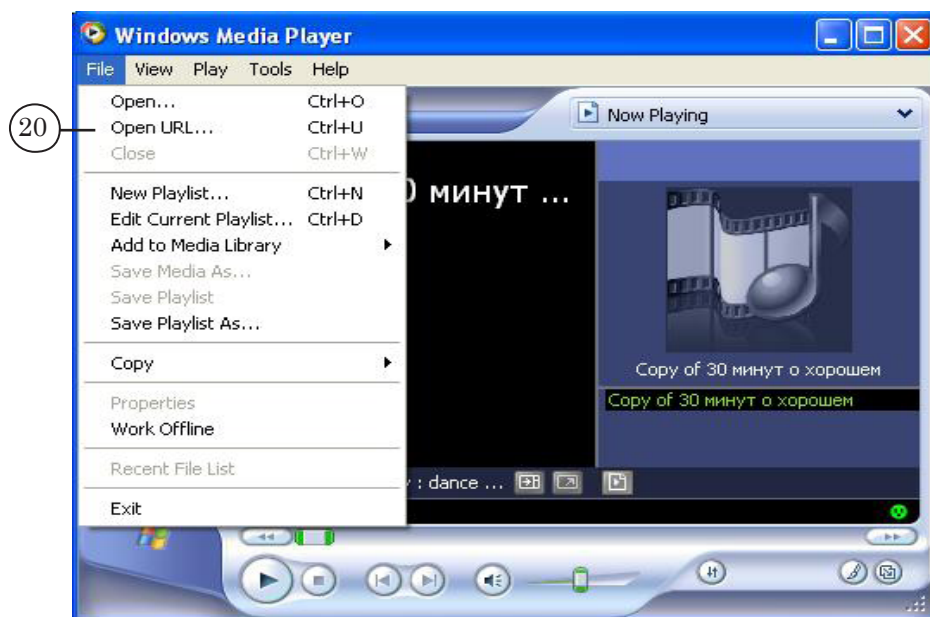 Windows Media Player
File View Play Tools Help
20
Open... Ctrl+O
Open URL... Ctrl+U
Close Ctrl+W
New Playlist... Ctrl+N
Edit Current Playlist... Ctrl+D
Add to Media Library
Save Media As...
Save Playlist
Save Playlist As...
Copy
Properties
Work Offline
Recent File List
Exit
Now Playing
минут ...
Copy of 30 минут о хорошем
Copy of 30 минут о хорошем
: dance ...